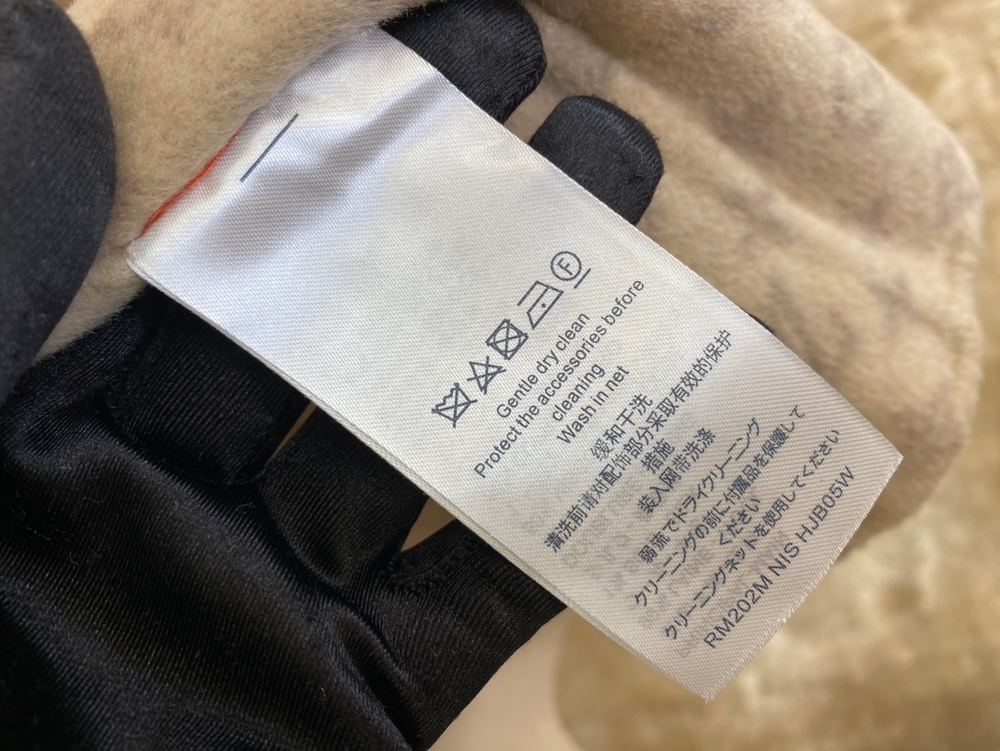 F
Gentle dry clean
Protect the accessories before
cleaning
Wash in net
缓和干洗
清洗前请对配饰部分采取有效的保护
措施
装入网带洗涤
弱流でドライクリーニング
クリーニングの前に付属品を保護して
ください
クリーニングネットを使用してください
RM202M NIS HJB05W